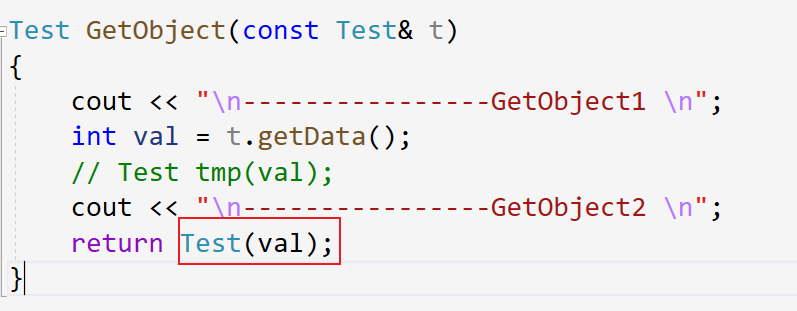 Test GetObject(const Test& t)
{
cout << "\n----------------GetObject1 \n";
int val = t.getData();
// Test tmp(val);
cout << "\n----------------GetObject2 \n";
return Test(val);
}